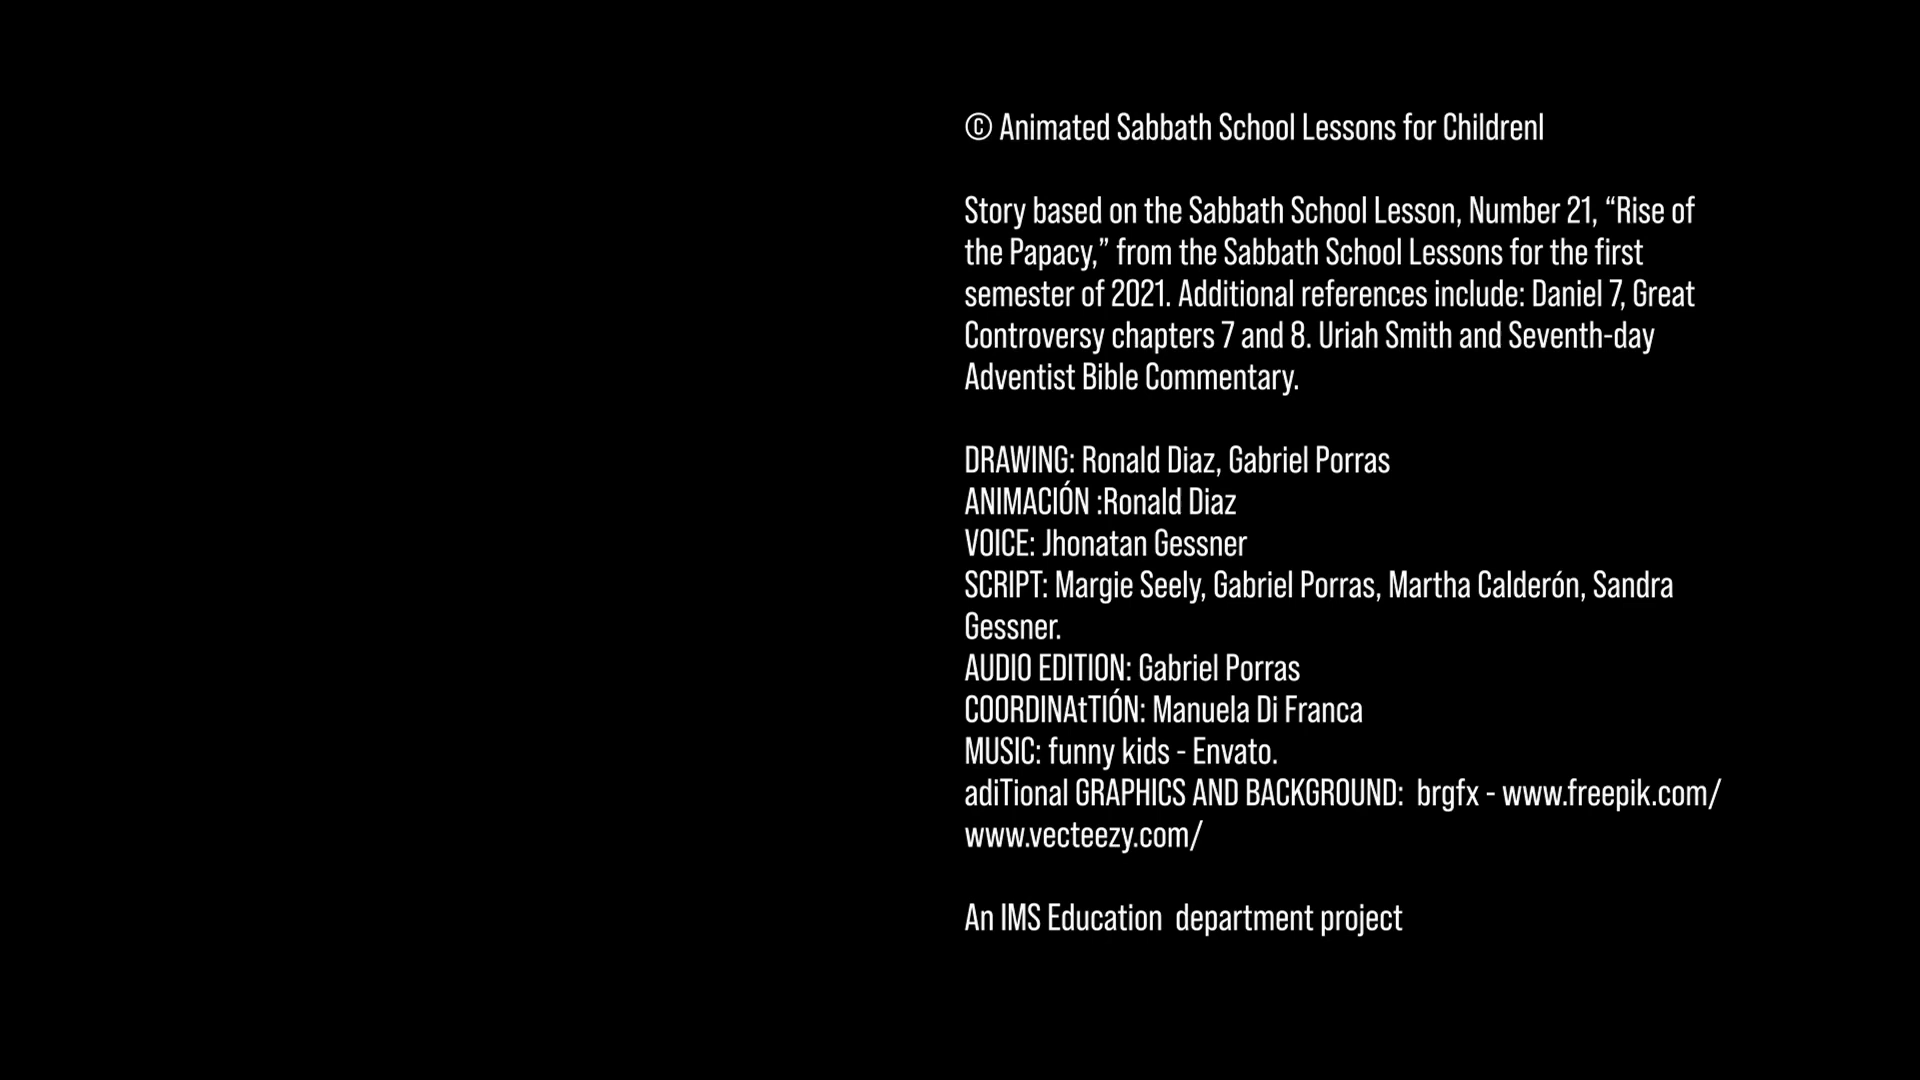 © Animated Sabbath School Lessons for Childrenl
Story based on the Sabbath School Lesson, Number 21, “Rise of
the Papacy,” from the Sabbath School Lessons for the first
semester of 2021. Additional references include: Daniel 7, Great
Controversy chapters 7 and 8. Uriah Smith and Seventh-day
Adventist Bible Commentary.
DRAWING: Ronald Diaz, Gabriel Porras
ANIMACIÓN :Ronald Diaz
VOICE: Jhonatan Gessner
SCRIPT: Margie Seely, Gabriel Porras, Martha Calderón, Sandra
Gessner.
AUDIO EDITION: Gabriel Porras
COORDINAtTIÓN: Manuela Di Franca
MUSIC: funny kids - Envato.
adiTional GRAPHICS AND BACKGROUND:  brgfx - www.freepik.com/
www.vecteezy.com/
An IMS Education  department project